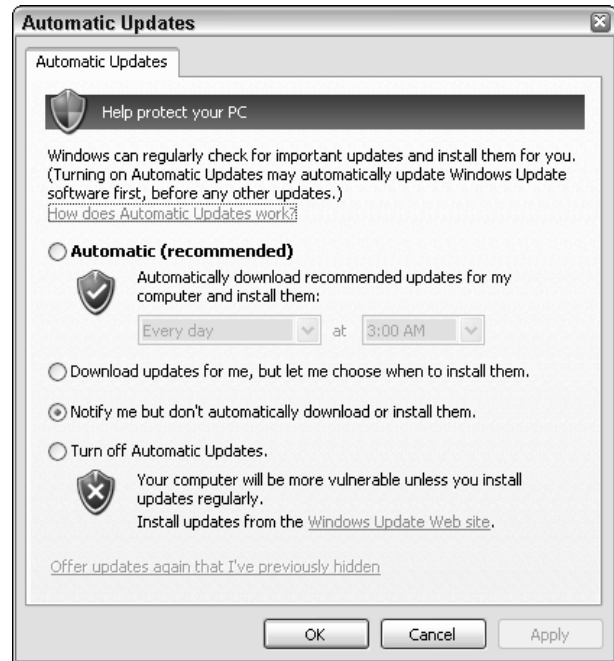 Automatic Updates
Automatic Updates
Help protect your PC
Windows can regularly check for important updates and install them for you.
(Turning on Automatic Updates may automatically update Windows Update
software first, before any other updates.)
How does Automatic Updates work?
Automatic (recommended)
Automatically download recommended updates for my
computer and install them:
Every day at 3:00 AM
Download updates for me, but let me choose when to install them.
Notify me but don't automatically download or install them.
Turn off Automatic Updates.
Your computer will be more vulnerable unless you install
updates regularly.
Install updates from the Windows Update Web site.
Offer updates again that I've previously hidden
OK Cancel Apply